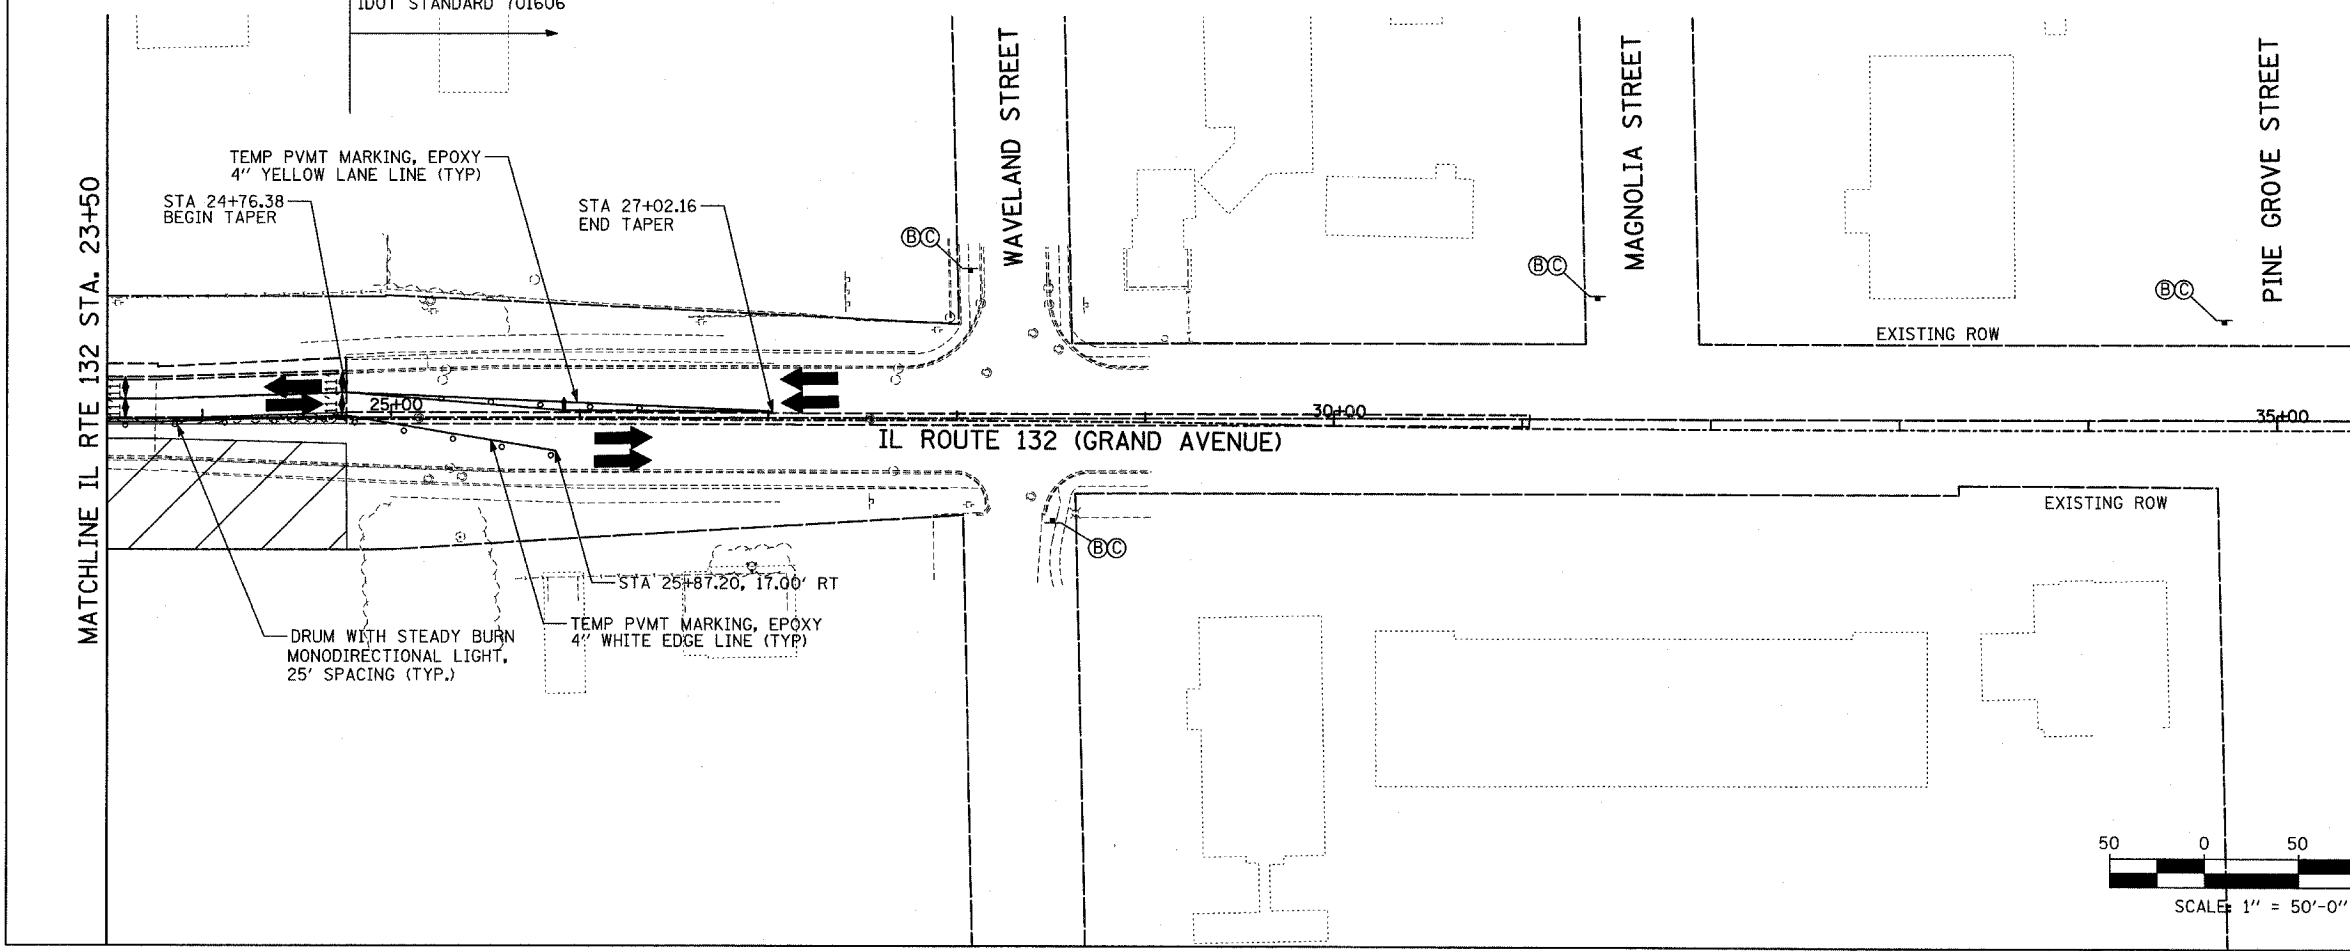 IDOT STANDARD 701606
WAVELAND STREET
MAGNOLIA STREET
PINE GROVE STREET
TEMP PVMT MARKING, EPOXY
4" YELLOW LANE LINE (TYP)
STA 24+76.38
BEGIN TAPER
STA 27+02.16
END TAPER
B C
B C
B C
EXISTING ROW
MATCHLINE IL RTE 132 STA. 23+50
11'
11'
11'
11'
25+00
30+00
35+00
IL ROUTE 132 (GRAND AVENUE)
EXISTING ROW
B C
STA 25+87.20, 17.00' RT
TEMP PVMT MARKING, EPOXY
4" WHITE EDGE LINE (TYP)
DRUM WITH STEADY BURN
MONODIRECTIONAL LIGHT,
25' SPACING (TYP.)
50 0 50
SCALE: 1" = 50'-0"